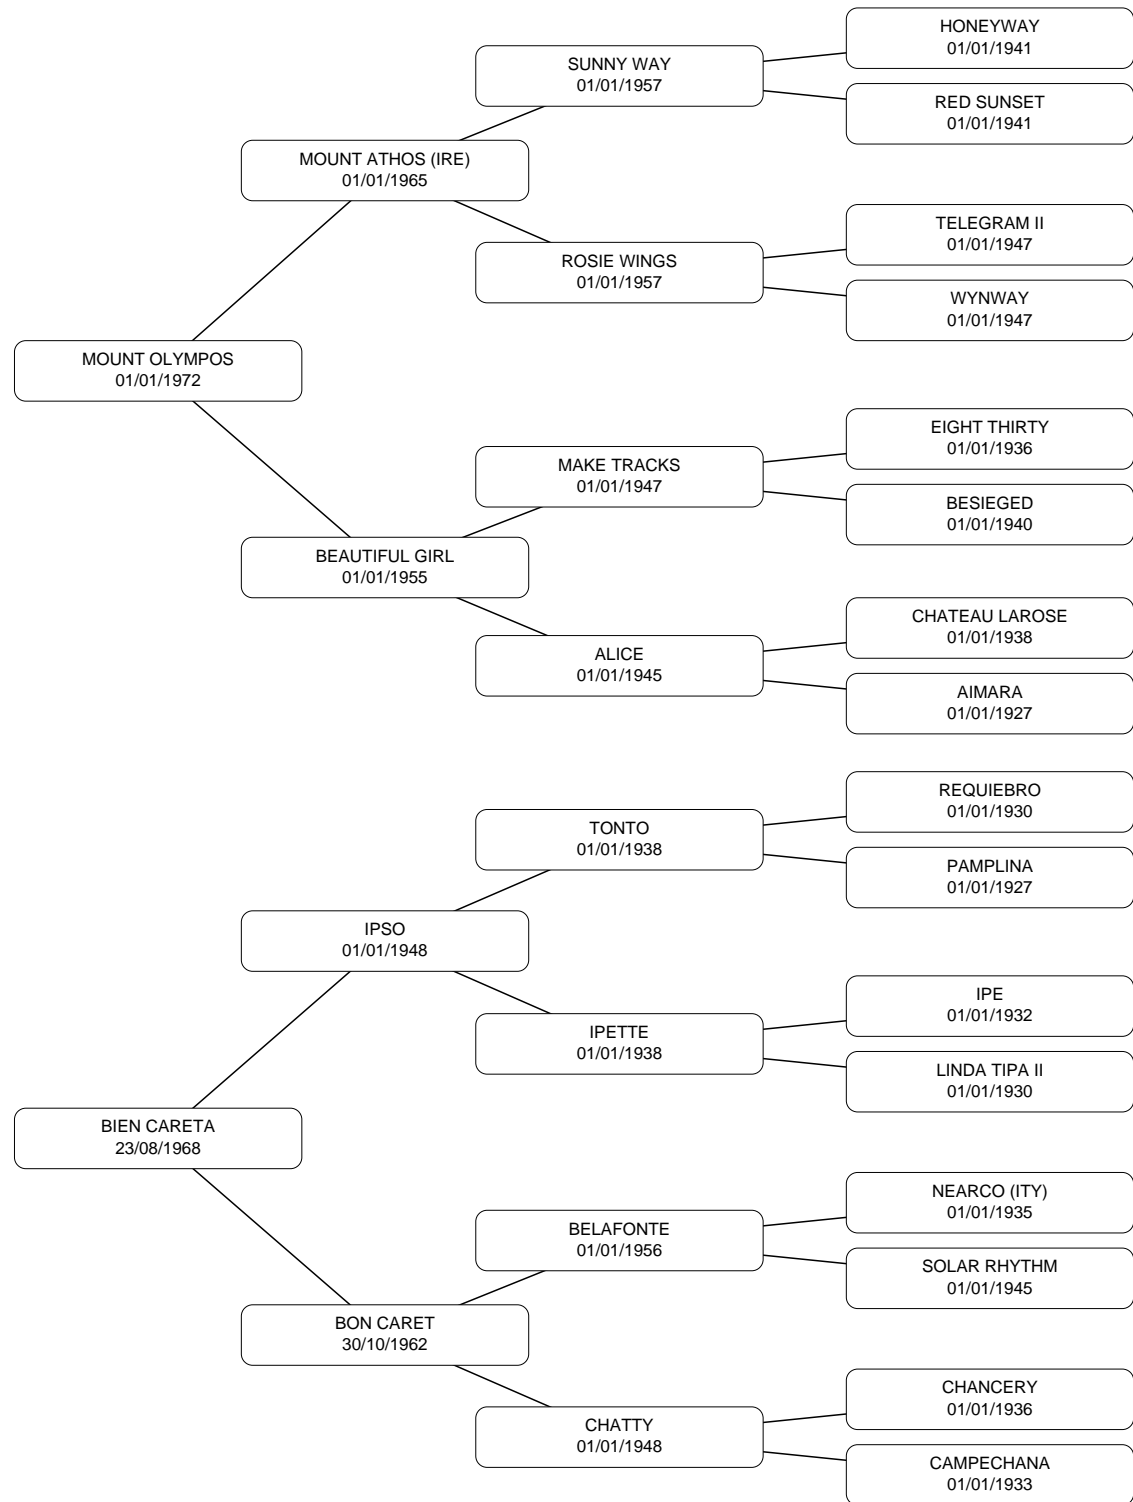 HONEYWAY
01/01/1941
SUNNY WAY
01/01/1957
RED SUNSET
01/01/1941
MOUNT ATHOS (IRE)
01/01/1965
TELEGRAM II
01/01/1947
ROSIE WINGS
01/01/1957
WYNWAY
01/01/1947
MOUNT OLYMPOS
01/01/1972
EIGHT THIRTY
01/01/1936
MAKE TRACKS
01/01/1947
BESIEGED
01/01/1940
BEAUTIFUL GIRL
01/01/1955
CHATEAU LAROSE
01/01/1938
ALICE
01/01/1945
AIMARA
01/01/1927
REQUIEBRO
01/01/1930
TONTO
01/01/1938
PAMPLINA
01/01/1927
IPSO
01/01/1948
IPE
01/01/1932
IPETTE
01/01/1938
LINDA TIPA II
01/01/1930
BIEN CARETA
23/08/1968
NEARCO (ITY)
01/01/1935
BELAFONTE
01/01/1956
SOLAR RHYTHM
01/01/1945
BON CARET
30/10/1962
CHANCERY
01/01/1936
CHATTY
01/01/1948
CAMPECHANA
01/01/1933